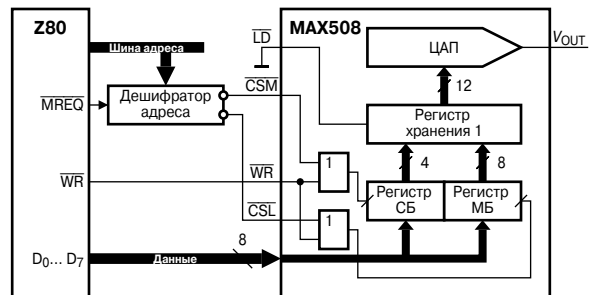 Z80
MAX508
Шина адреса
LD
ЦАП
VOUT
CSM
12
MREQ
Дешифратор
адреса
Регистр
хранения 1
1
4
8
WR
WR
Регистр
СБ
Регистр
МБ
CSL
1
8
D0... D7
Данные